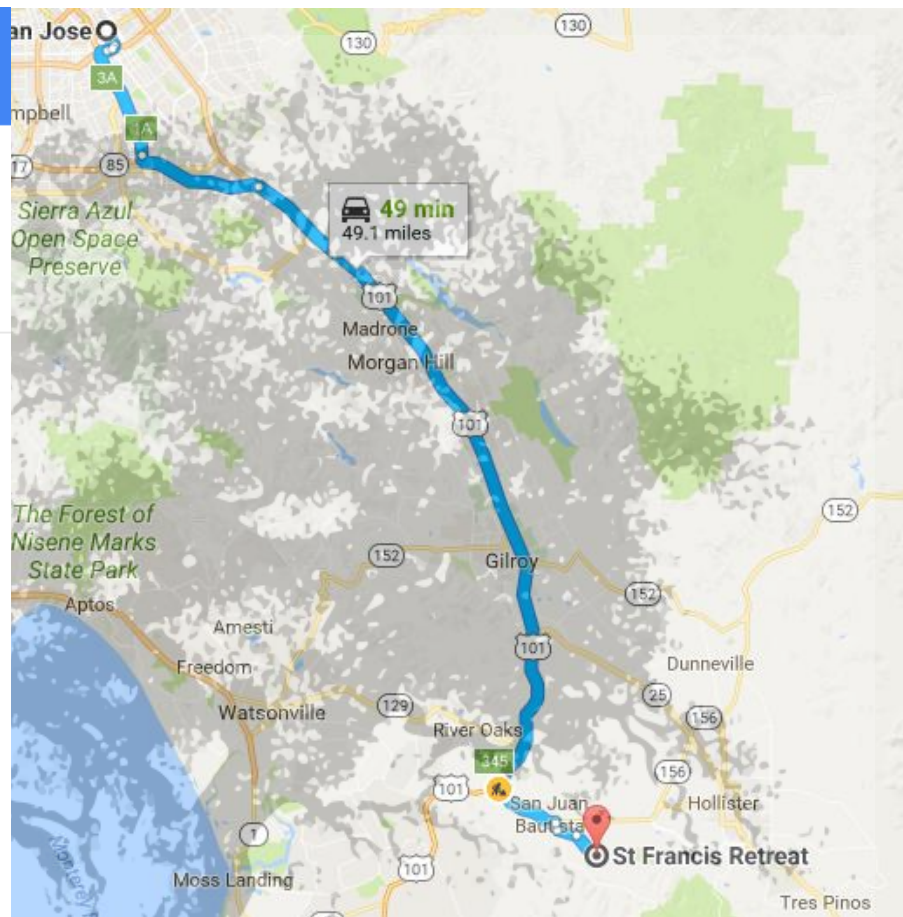 an Jose
130
130
3A
mpbell
1A
17
85
Sierra Azul
Open Space
Preserve
49 min
49.1 miles
101
Madrone
Morgan Hill
101
The Forest of
Nisene Marks
State Park
152
152
Gilroy
152
Aptos
Amesti
101
Freedom
Dunneville
25
Watsonville
129
156
River Oaks
345
156
101
San Juan
Bautista
Hollister
1
St Francis Retreat
101
Moss Landing
Tres Pinos